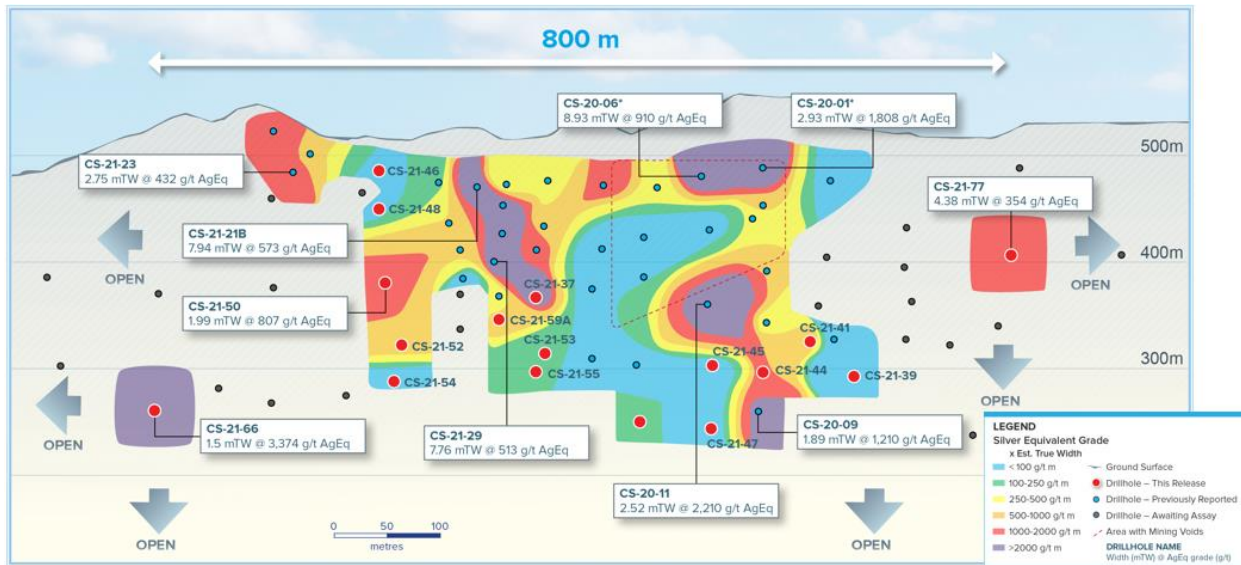 800 m
CS-20-06*
8.93 mTW @ 910 g/t AgEq
CS-20-01*
2.93 mTW @ 1,808 g/t AgEq
500m
CS-21-23
2.75 mTW @ 432 g/t AgEq
CS-21-46
CS-21-48
CS-21-77
4.38 mTW @ 354 g/t AgEq
CS-21-21B
7.94 mTW @ 573 g/t AgEq
400m
OPEN
OPEN
CS-21-37
CS-21-50
1.99 mTW @ 807 g/t AgEq
CS-21-59A
CS-21-41
CS-21-52
CS-21-53
CS-21-45
300m
CS-21-55
CS-21-44
CS-21-54
CS-21-39
OPEN
OPEN
CS-21-66
1.5 mTW @ 3,374 g/t AgEq
CS-21-29
7.76 mTW @ 513 g/t AgEq
CS-21-47
CS-20-09
1.89 mTW @ 1,210 g/t AgEq
CS-20-11
2.52 mTW @ 2,210 g/t AgEq
OPEN
OPEN
0 50 100
metres
LEGEND
Silver Equivalent Grade
x Est. True Width
< 100 g/t m
100-250 g/t m
250-500 g/t m
500-1000 g/t m
1000-2000 g/t m
>2000 g/t m
Ground Surface
Drillhole – This Release
Drillhole – Previously Reported
Drillhole – Awaiting Assay
Area with Mining Voids
DRILLHOLE NAME
Width (mTW) @ AgEq grade (g/t)